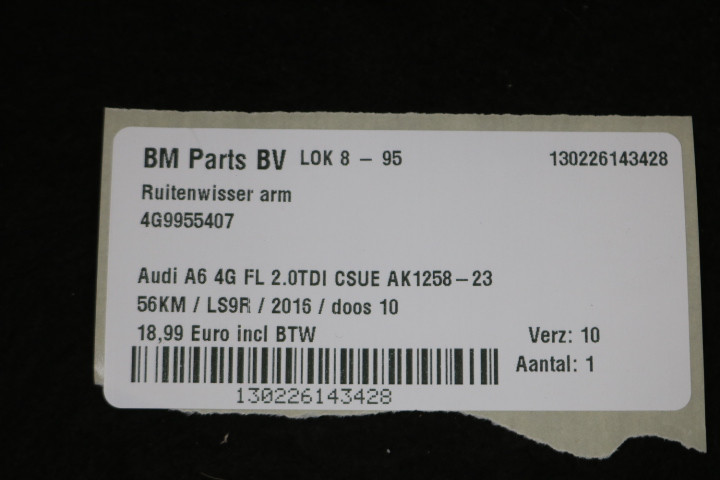 BM Parts BV LOK 8 - 95 130226143428
Ruitenwisser arm
4G9955407
Audi A6 4G FL 2.0TDI CSUE AK1258-23
56KM / LS9R / 2016 / doos 10
18,99 Euro incl BTW Verz: 10
Aantal: 1
130226143428